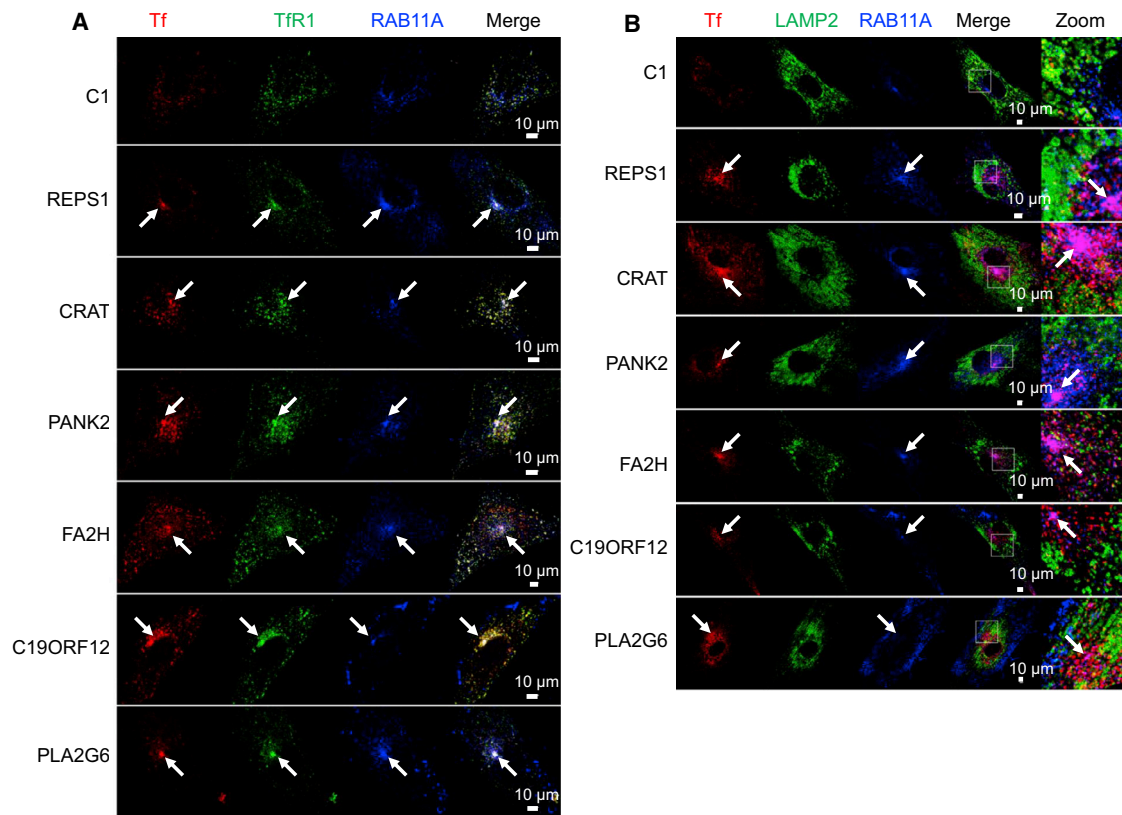 A
Tf TfR1 RAB11A Merge
C1
10 µm
REPS1
10 µm
CRAT
10 µm
PANK2
10 µm
FA2H
10 µm
C19ORF12
10 µm
PLA2G6
10 µm
B
Tf LAMP2 RAB11A Merge Zoom
C1
10 µm
REPS1
10 µm
CRAT
10 µm
PANK2
10 µm
FA2H
10 µm
C19ORF12
10 µm
PLA2G6
10 µm